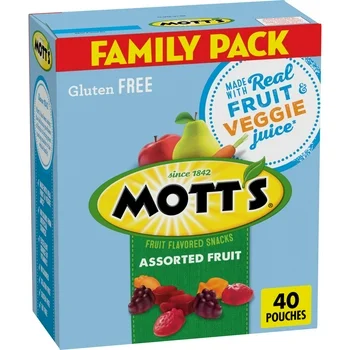 FAMILY PACK
Gluten FREE
MADE
WITH Real
FRUIT &
VEGGIE
juice
since 1842
MOTT'S
FRUIT FLAVORED SNACKS
ASSORTED FRUIT
40
POUCHES